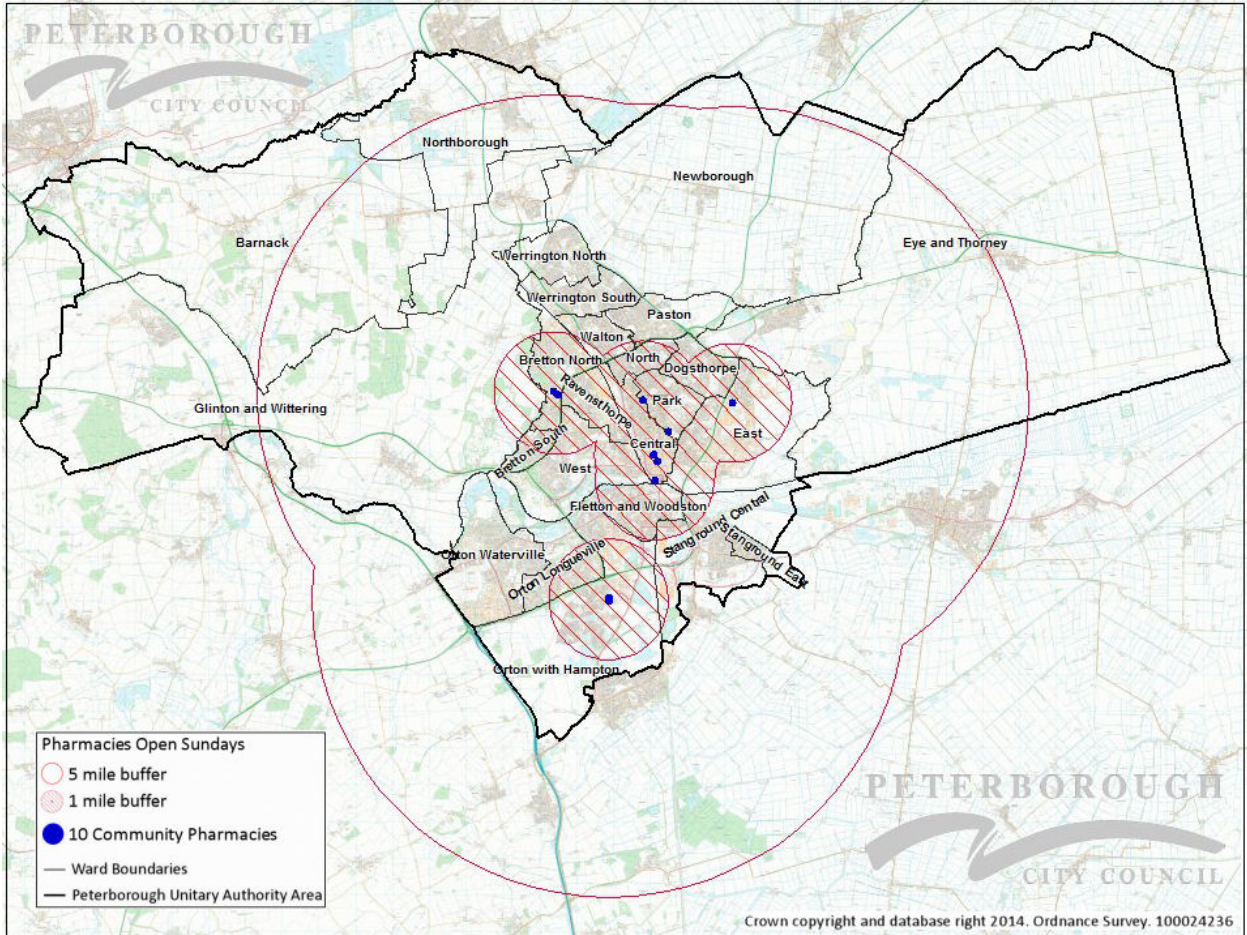 PETERBOROUGH
CITY COUNCIL
Northborough
Newborough
Barnack
Eye and Thorney
Werrington North
Werrington South
Paston
Walton
Bretton North
North
Dogsthorpe
Ravensthorpe
Park
Glinton and Wittering
East
Bretton South
Central
West
Fletton and Woodston
Stanground Central
Stanground East
Orton Waterville
Orton Longueville
Orton with Hampton
Pharmacies Open Sundays
5 mile buffer
1 mile buffer
10 Community Pharmacies
Ward Boundaries
Peterborough Unitary Authority Area
PETERBOROUGH
CITY COUNCIL
Crown copyright and database right 2014. Ordnance Survey. 100024236